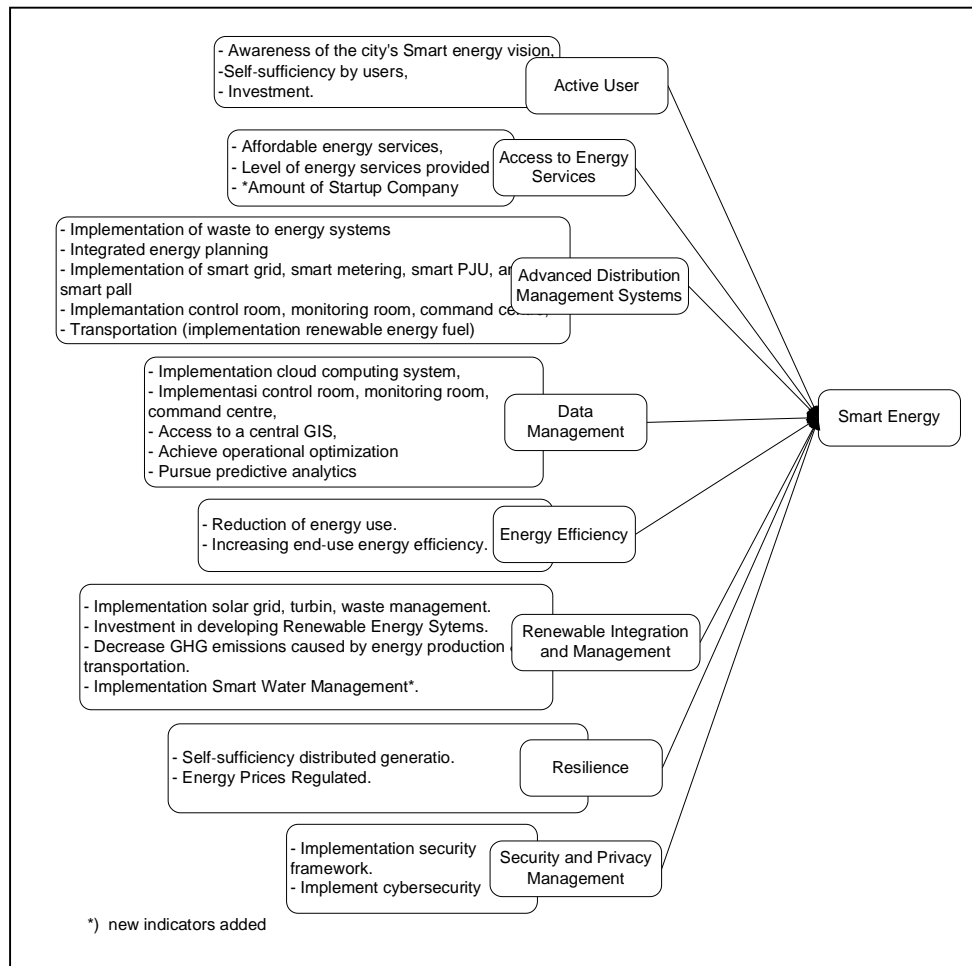 - Awareness of the city's Smart energy vision,
-Self-sufficiency by users,
- Investment.
Active User
- Affordable energy services,
- Level of energy services provided
- *Amount of Startup Company
Access to Energy
Services
- Implementation of waste to energy systems
- Integrated energy planning
- Implementation of smart grid, smart metering, smart PJU,
smart pall
- Implemantation control room, monitoring room, command
- Transportation (implementation renewable energy fuel)
Advanced Distribution
Management Systems
- Implementation cloud computing system,
- Implementasi control room, monitoring room,
command centre,
- Access to a central GIS,
- Achieve operational optimization
- Pursue predictive analytics
Data
Management
Smart Energy
- Reduction of energy use.
- Increasing end-use energy efficiency.
Energy Efficiency
- Implementation solar grid, turbin, waste management.
- Investment in developing Renewable Energy Sytems.
- Decrease GHG emissions caused by energy production
transportation.
- Implementation Smart Water Management*.
Renewable Integration
and Management
- Self-sufficiency distributed generatio.
- Energy Prices Regulated.
Resilience
- Implementation security
framework.
- Implement cybersecurity
Security and Privacy
Management
*) new indicators added